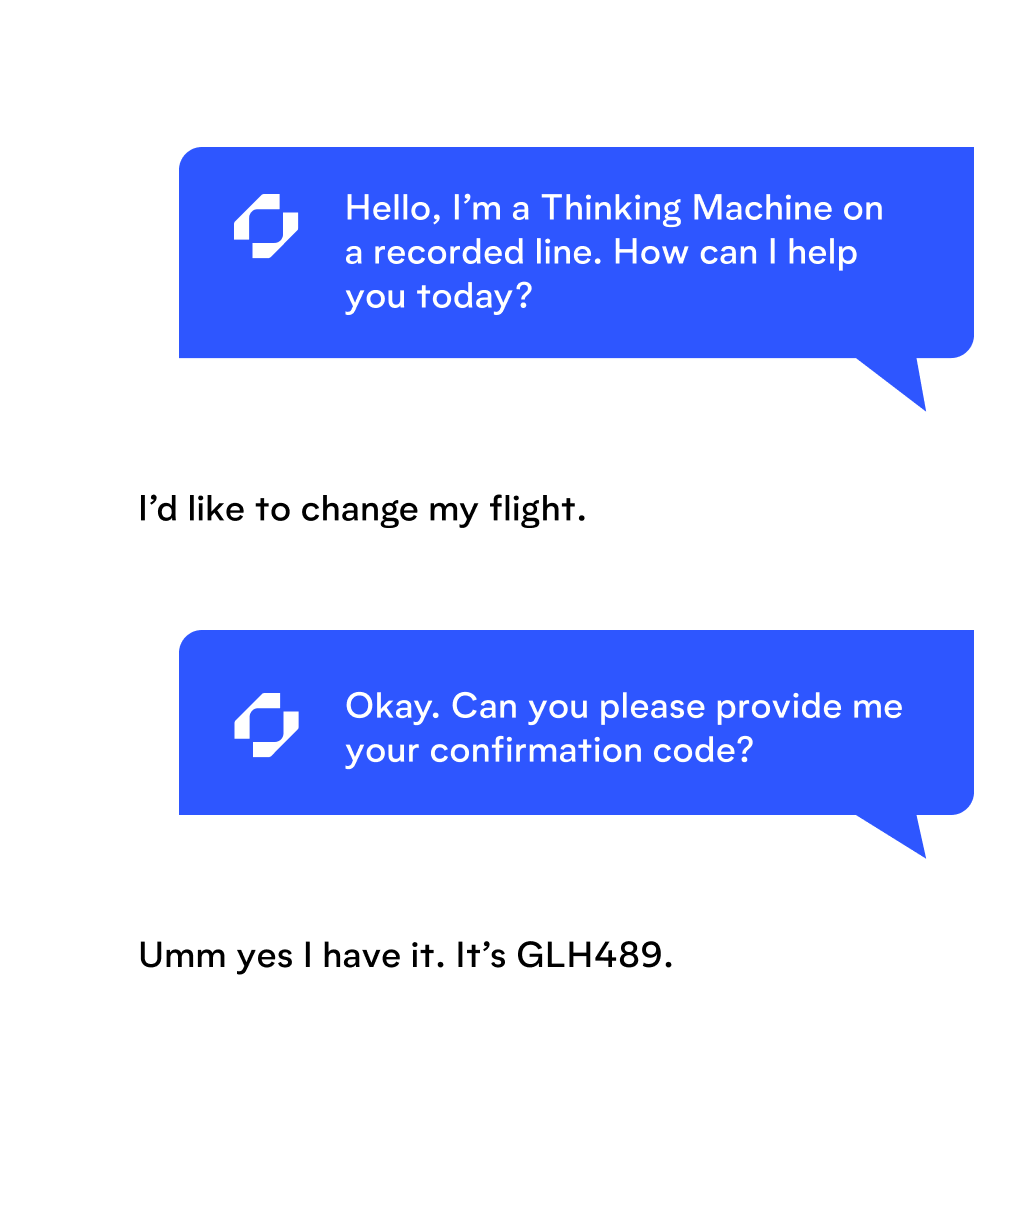 Hello, I’m a Thinking Machine on
a recorded line. How can I help
you today?
I’d like to change my flight.
Okay. Can you please provide me
your confirmation code?
Umm yes I have it. It’s GLH489.